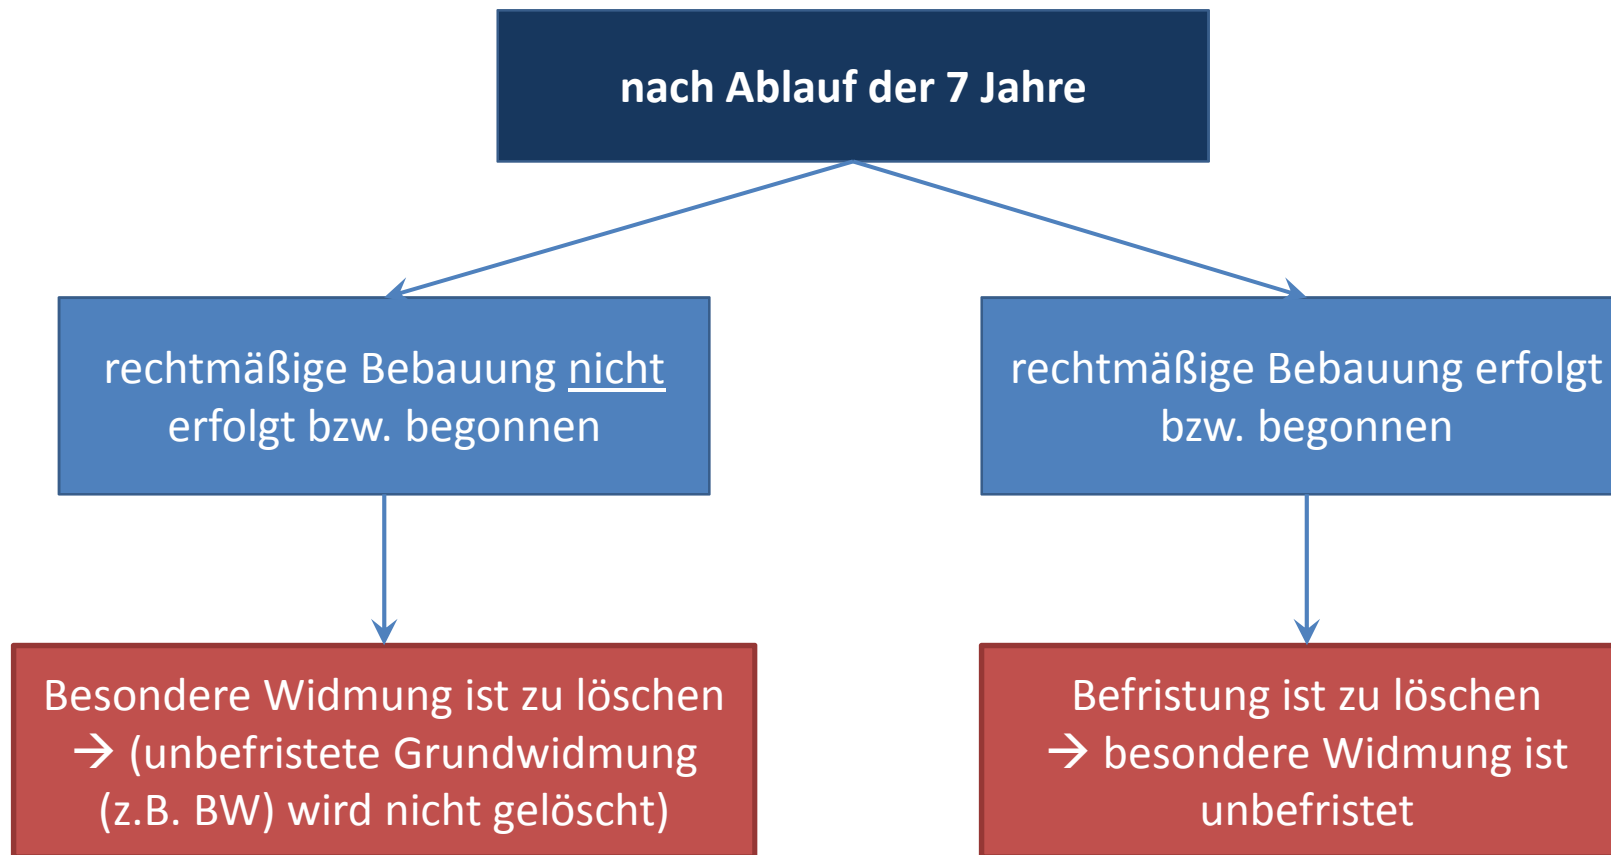 nach Ablauf der 7 Jahre
rechtmäßige Bebauung nicht
erfolgt bzw. begonnen
rechtmäßige Bebauung erfolgt
bzw. begonnen
Besondere Widmung ist zu löschen
→ (unbefristete Grundwidmung
(z.B. BW) wird nicht gelöscht)
Befristung ist zu löschen
→ besondere Widmung ist
unbefristet